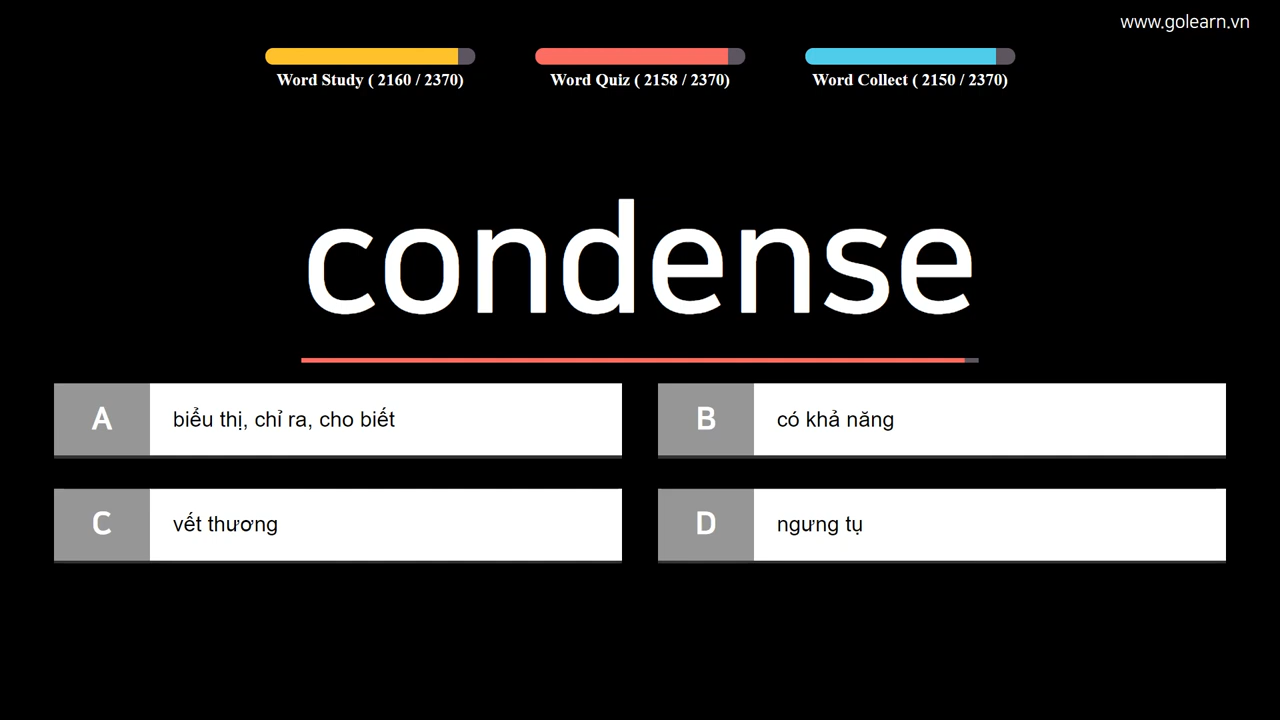 www.golearn.vn
Word Study ( 2160 / 2370)
Word Quiz ( 2158 / 2370)
Word Collect ( 2150 / 2370)
condense
A biểu thị, chỉ ra, cho biết
B có khả năng
C vết thương
D ngưng tụ